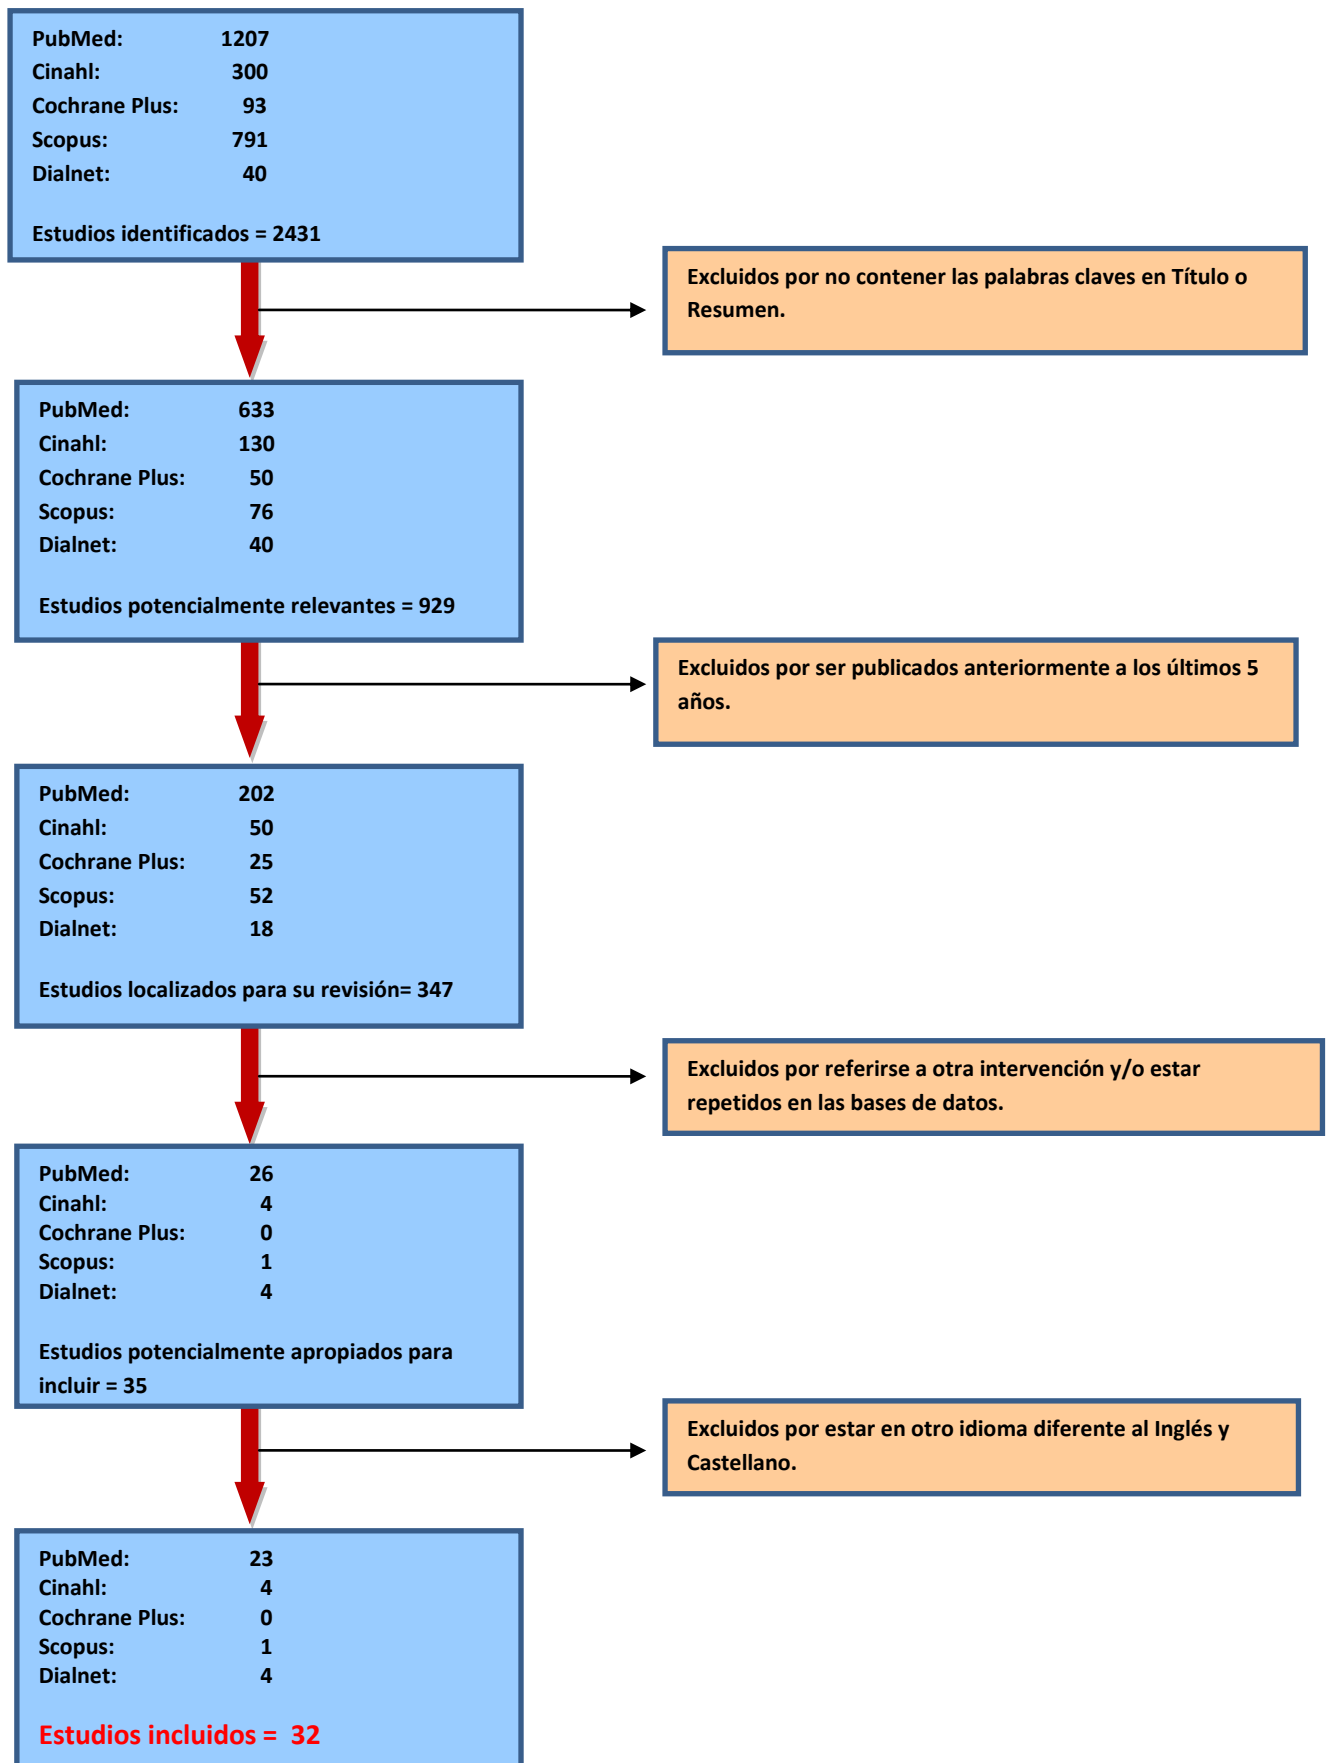 PubMed: 1207
Cinahl: 300
Cochrane Plus: 93
Scopus: 791
Dialnet: 40
Estudios identificados = 2431
Excluidos por no contener las palabras claves en Título o
Resumen.
PubMed: 633
Cinahl: 130
Cochrane Plus: 50
Scopus: 76
Dialnet: 40
Estudios potencialmente relevantes = 929
Excluidos por ser publicados anteriormente a los últimos 5
años.
PubMed: 202
Cinahl: 50
Cochrane Plus: 25
Scopus: 52
Dialnet: 18
Estudios localizados para su revisión= 347
Excluidos por referirse a otra intervención y/o estar
repetidos en las bases de datos.
PubMed: 26
Cinahl: 4
Cochrane Plus: 0
Scopus: 1
Dialnet: 4
Estudios potencialmente apropiados para
incluir = 35
Excluidos por estar en otro idioma diferente al Inglés y
Castellano.
PubMed: 23
Cinahl: 4
Cochrane Plus: 0
Scopus: 1
Dialnet: 4
Estudios incluidos = 32